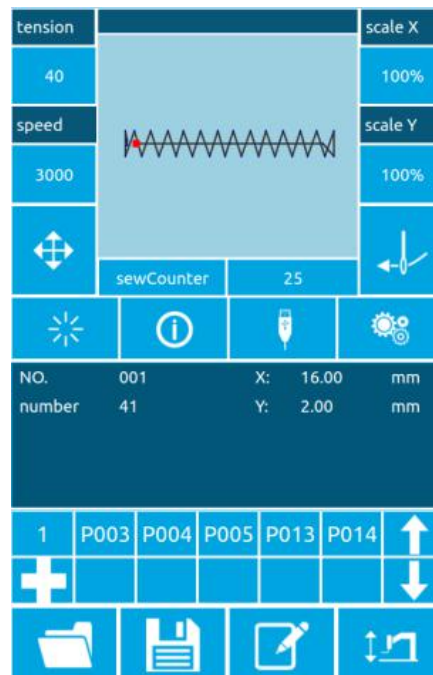 tension scale X
40 100%
speed scale Y
3000 100%
sewCounter 25
NO. 001 X: 16.00 mm
number 41 Y: 2.00 mm
1 P003 P004 P005 P013 P014